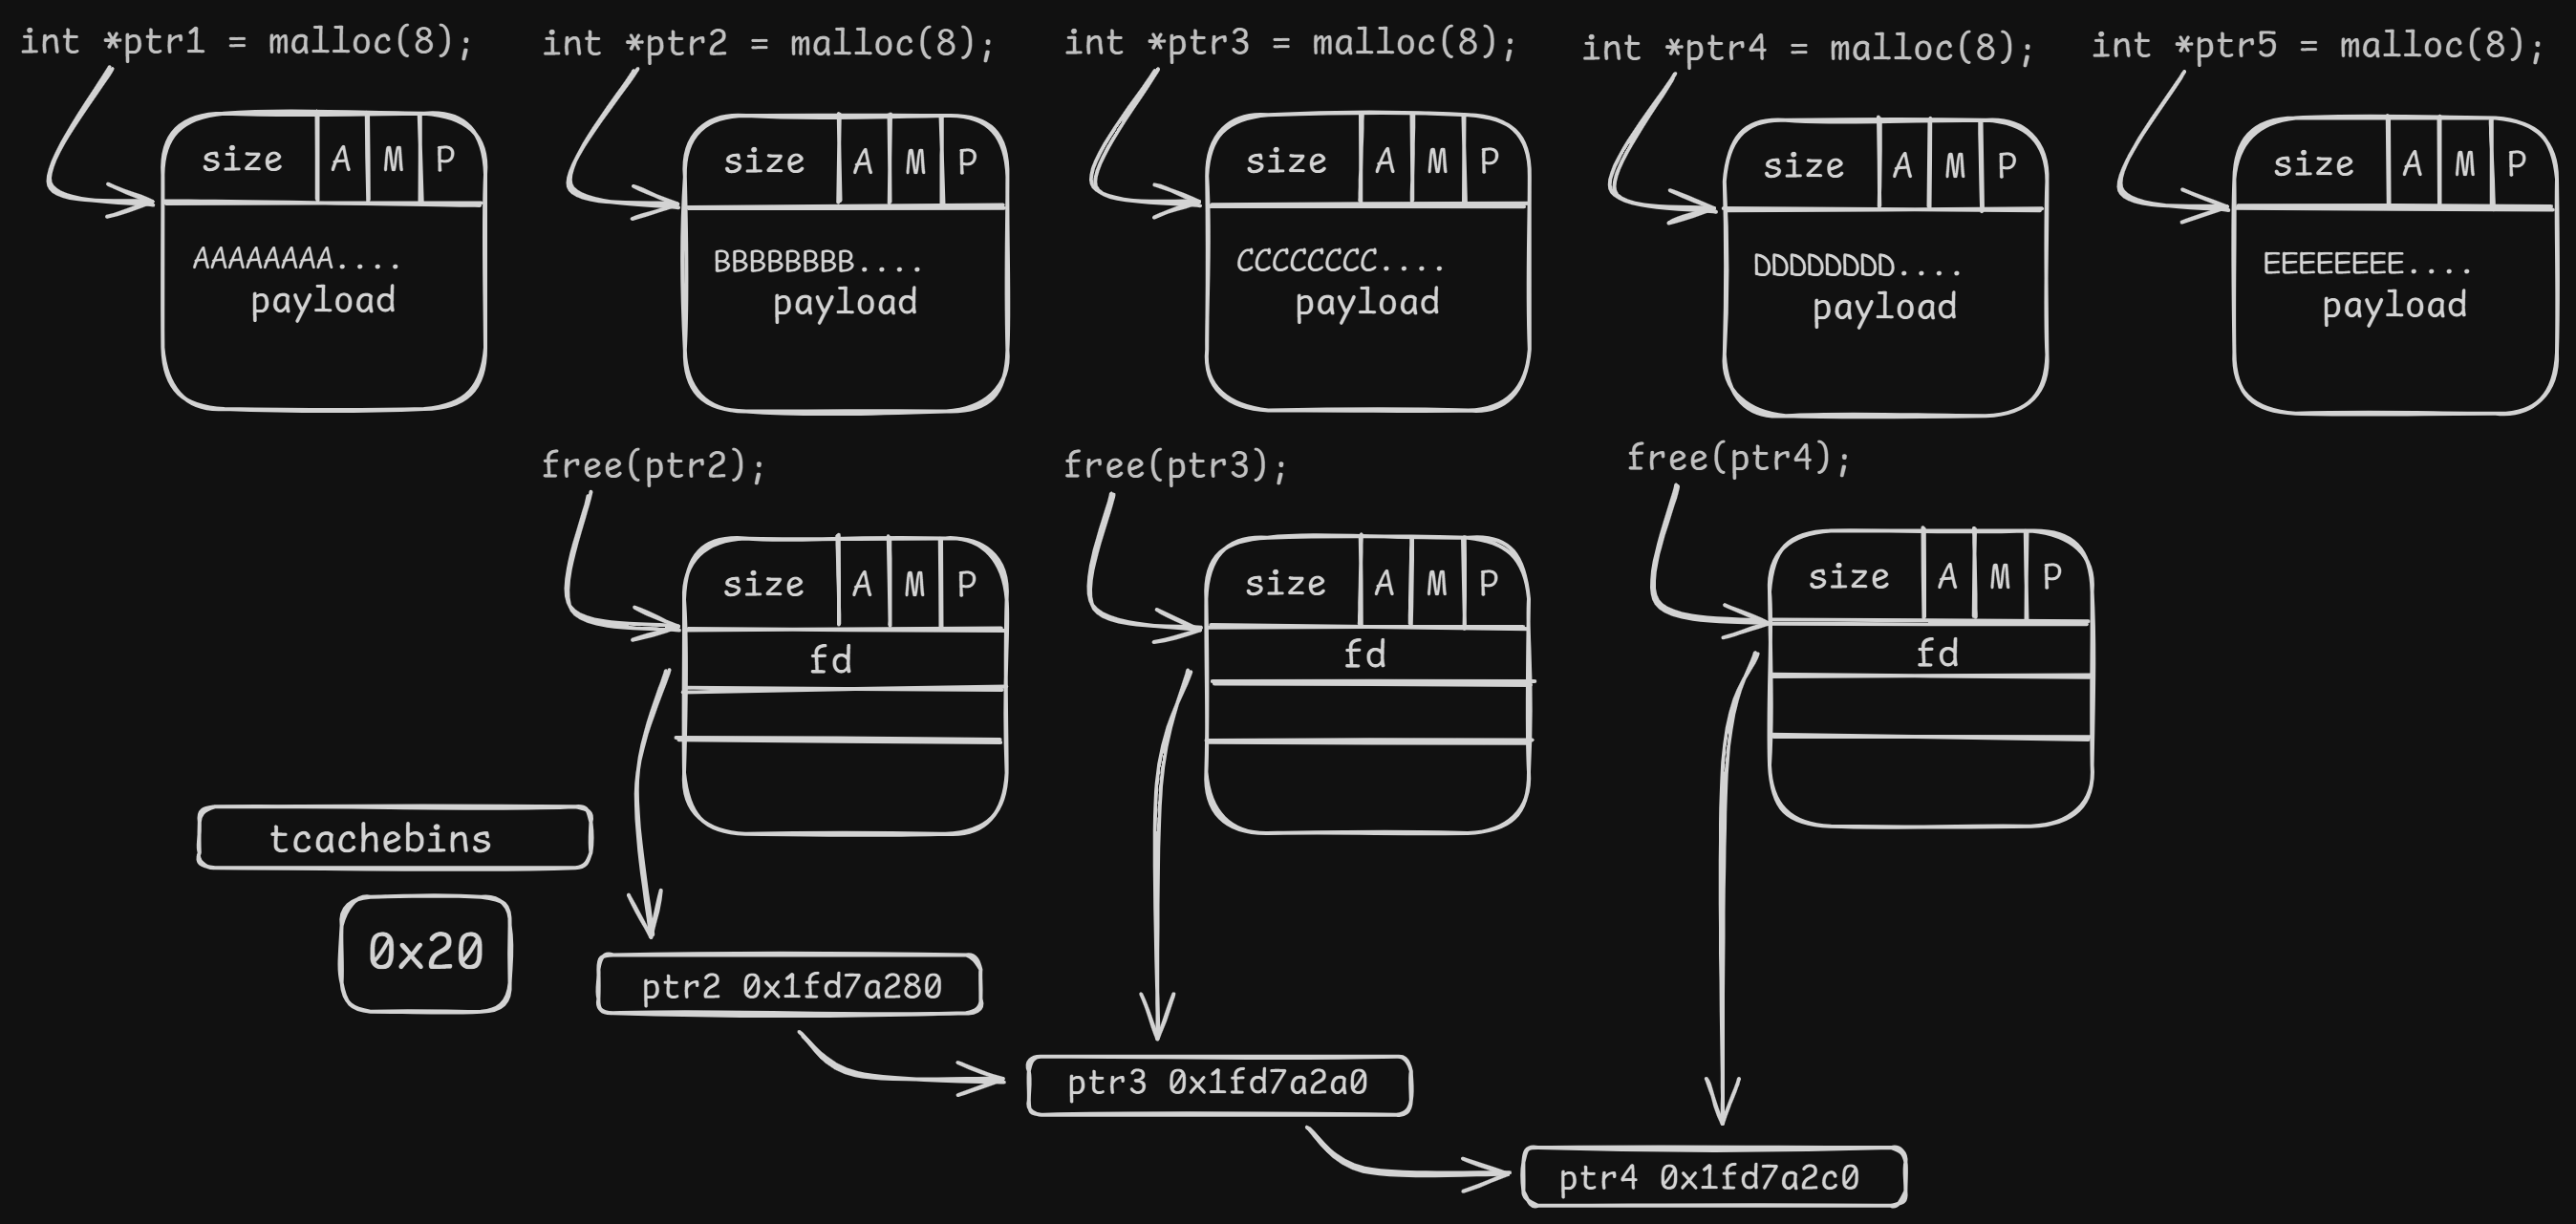 int *ptr1 = malloc(8);
int *ptr2 = malloc(8);
int *ptr3 = malloc(8);
int *ptr4 = malloc(8);
int *ptr5 = malloc(8);
size A M P
AAAAAAAA....
payload
size A M P
BBBBBBBB....
payload
size A M P
CCCCCCCC....
payload
size A M P
DDDDDDDD....
payload
size A M P
EEEEEEEE....
payload
free(ptr2);
free(ptr3);
free(ptr4);
size A M P
fd
size A M P
fd
size A M P
fd
tcachebins
0x20
ptr2 0x1fd7a280
ptr3 0x1fd7a2a0
ptr4 0x1fd7a2c0